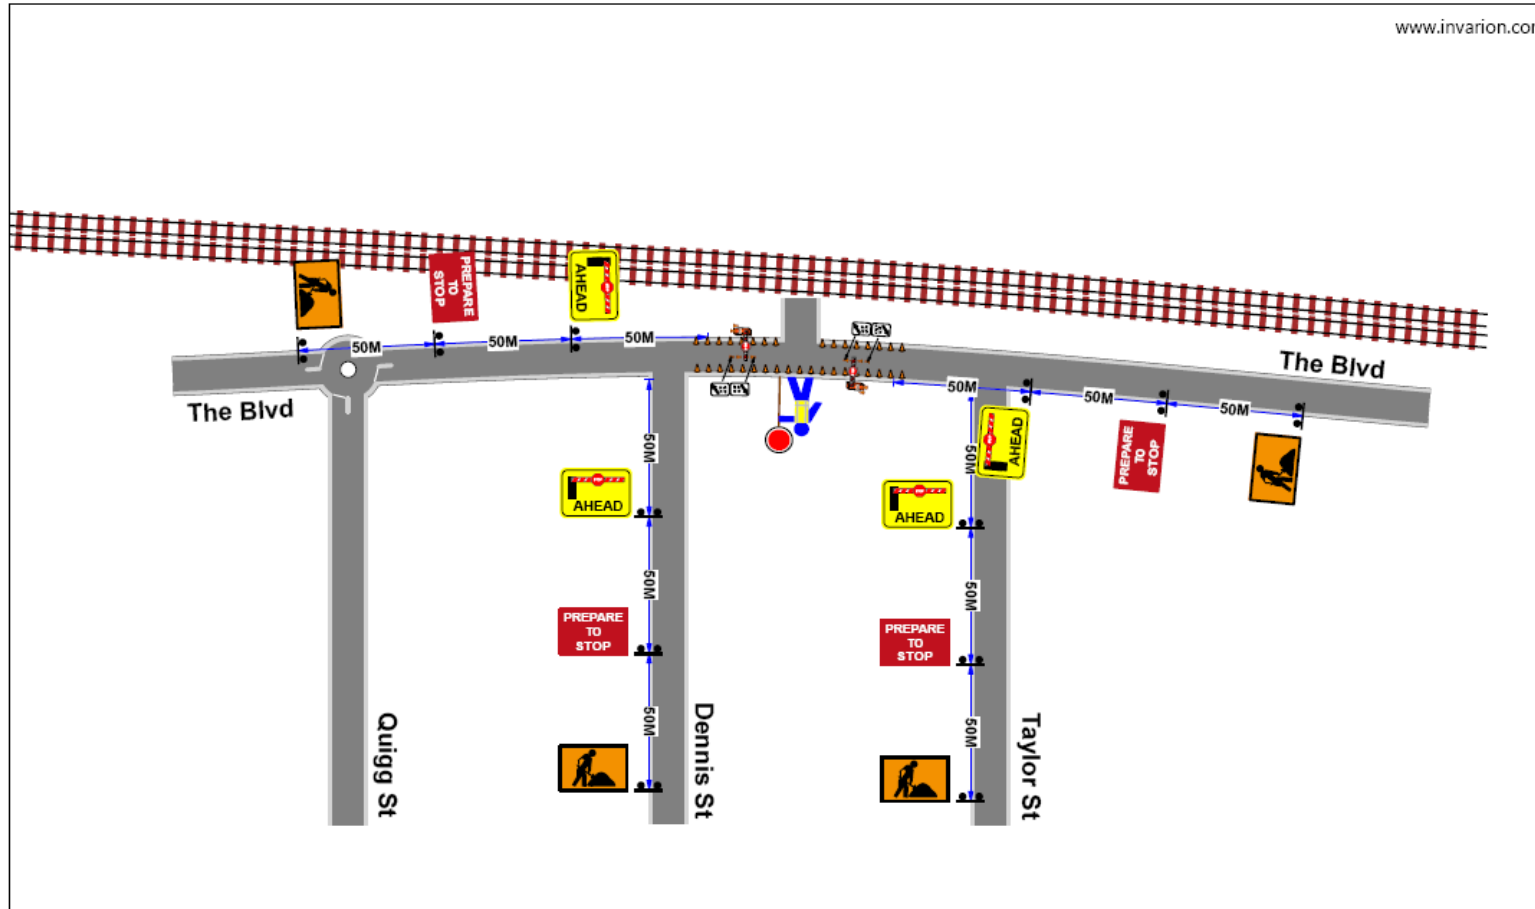 www.invarion.com
PREPARE
TO
STOP
AHEAD
50M
50M
50M
50M
50M
50M
The Blvd
The Blvd
AHEAD
PREPARE
TO
STOP
50M
50M
AHEAD
AHEAD
50M
50M
PREPARE
TO
STOP
PREPARE
TO
STOP
50M
50M
Quigg St
Dennis St
Taylor St